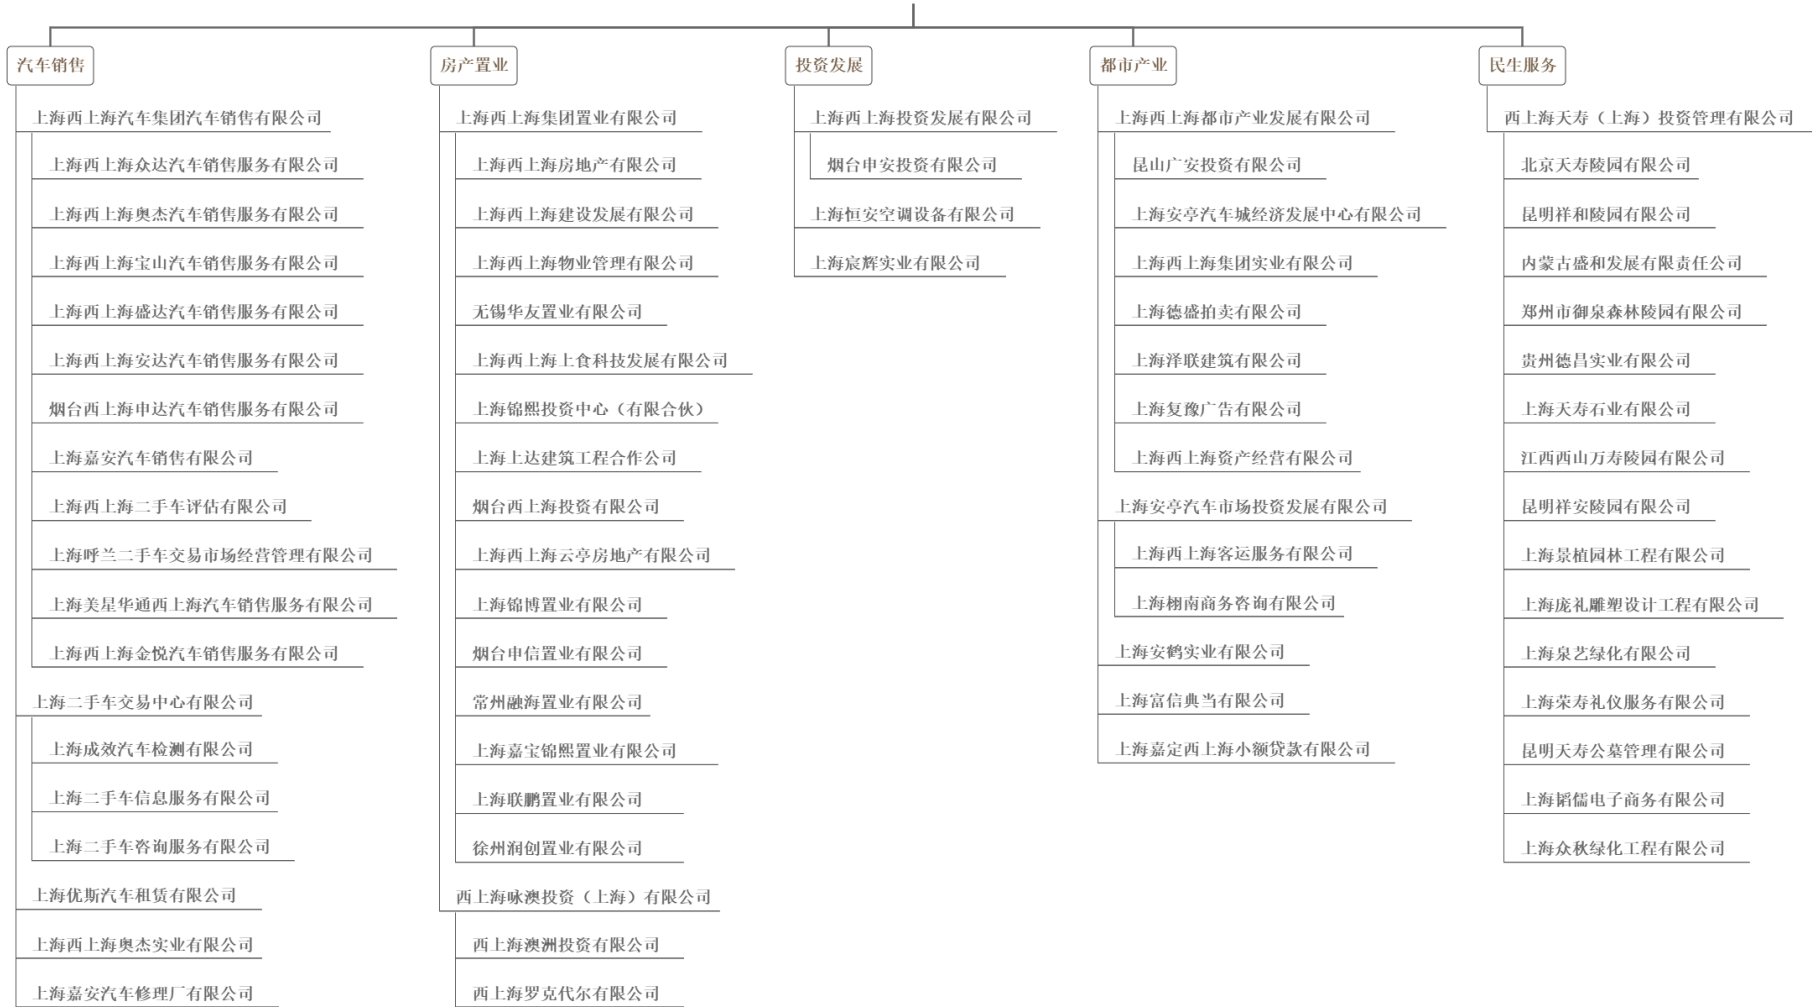 汽车销售
上海西上海汽车集团汽车销售有限公司
上海西上海众达汽车销售服务有限公司
上海西上海奥杰汽车销售服务有限公司
上海西上海宝山汽车销售服务有限公司
上海西上海盛达汽车销售服务有限公司
上海西上海安达汽车销售服务有限公司
烟台西上海申达汽车销售服务有限公司
上海嘉安汽车销售有限公司
上海西上海二手车评估有限公司
上海呼兰二手车交易市场经营管理有限公司
上海美星华通西上海汽车销售服务有限公司
上海西上海金悦汽车销售服务有限公司
上海二手车交易中心有限公司
上海成效汽车检测有限公司
上海二手车信息服务有限公司
上海二手车咨询服务有限公司
上海优斯汽车租赁有限公司
上海西上海奥杰实业有限公司
上海嘉安汽车修理厂有限公司
房产置业
上海西上海集团置业有限公司
上海西上海房地产有限公司
上海西上海建设发展有限公司
上海西上海物业管理有限公司
无锡华友置业有限公司
上海西上海上食科技发展有限公司
上海锦熙投资中心（有限合伙）
上海上达建筑工程合作公司
烟台西上海投资有限公司
上海西上海云亭房地产有限公司
上海锦博置业有限公司
烟台申信置业有限公司
常州融海置业有限公司
上海嘉宝锦熙置业有限公司
上海联鹏置业有限公司
徐州润创置业有限公司
西上海咏澳投资（上海）有限公司
西上海澳洲投资有限公司
西上海罗克代尔有限公司
投资发展
上海西上海投资发展有限公司
烟台申安投资有限公司
上海恒安空调设备有限公司
上海宸辉实业有限公司
都市产业
上海西上海都市产业发展有限公司
昆山广安投资有限公司
上海安亭汽车城经济发展中心有限公司
上海西上海集团实业有限公司
上海德盛拍卖有限公司
上海洋联建筑有限公司
上海复豫广告有限公司
上海西上海资产经营有限公司
上海安亭汽车市场投资发展有限公司
上海西上海客运服务有限公司
上海栩南商务咨询有限公司
上海安鹤实业有限公司
上海富信典当有限公司
上海嘉定西上海小额贷款有限公司
民生服务
西上海天寿（上海）投资管理有限公司
北京天寿陵园有限公司
昆明祥和陵园有限公司
内蒙古盛和发展有限责任公司
郑州市御泉森林陵园有限公司
贵州德昌实业有限公司
上海天寿石业有限公司
江西西山万寿陵园有限公司
昆明祥安陵园有限公司
上海景植园林工程有限公司
上海庞礼雕塑设计工程有限公司
上海泉艺绿化有限公司
上海荣寿礼仪服务有限公司
昆明天寿公墓管理有限公司
上海韬儒电子商务有限公司
上海众秋绿化工程有限公司